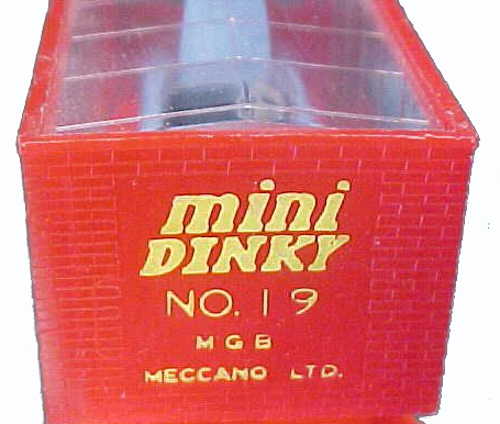 mini
DINKY
NO. 19
MGB
MECCANO LTD.